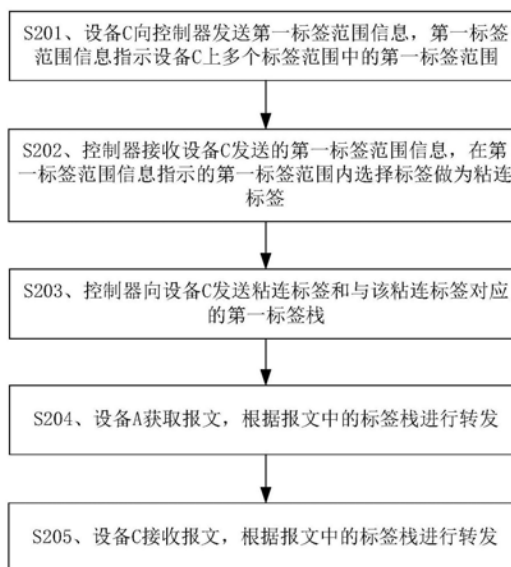 S201、设备C向控制器发送第一标签范围信息，第一标签
范围信息指示设备C上多个标签范围中的第一标签范围
S202、控制器接收设备C发送的第一标签范围信息，在第
一标签范围信息指示的第一标签范围内选择标签做为粘连
标签
S203、控制器向设备C发送粘连标签和与该粘连标签对应
的第一标签栈
S204、设备A获取报文，根据报文中的标签栈进行转发
S205、设备C接收报文，根据报文中的标签栈进行转发